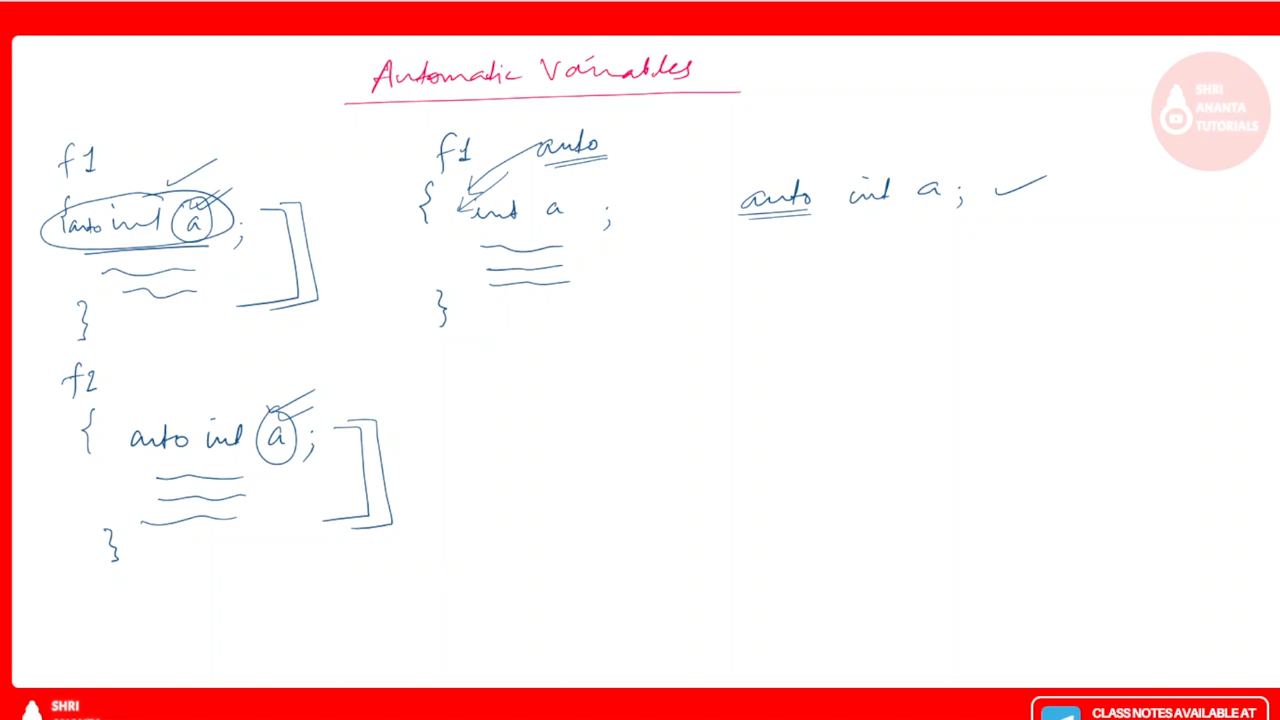 Automatic Variables
f1
{ auto int a ;
}
f2
{ auto int a ;
}
f1 auto
{ int a ;
}
auto int a ;
SHRI
ANANTA
TUTORIALS
SHRI
CLASS NOTES AVAILABLE AT